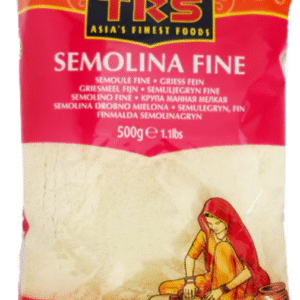 TRS
ASIA'S FINEST FOODS
SEMOLINA FINE
SEMOULE FINE • GRIESS FEIN
GRIESMEEL FIJN • SEMULJEGRYN FINE
SEMOLINO FINE • КРУПА МАННАЯ МЕЛКАЯ
SEMOLINA DROBNO MIELONA • SEMULEGRYN, FIN
FINMALDA SEMOLINAGRYN
500g ℮ 1.1lbs